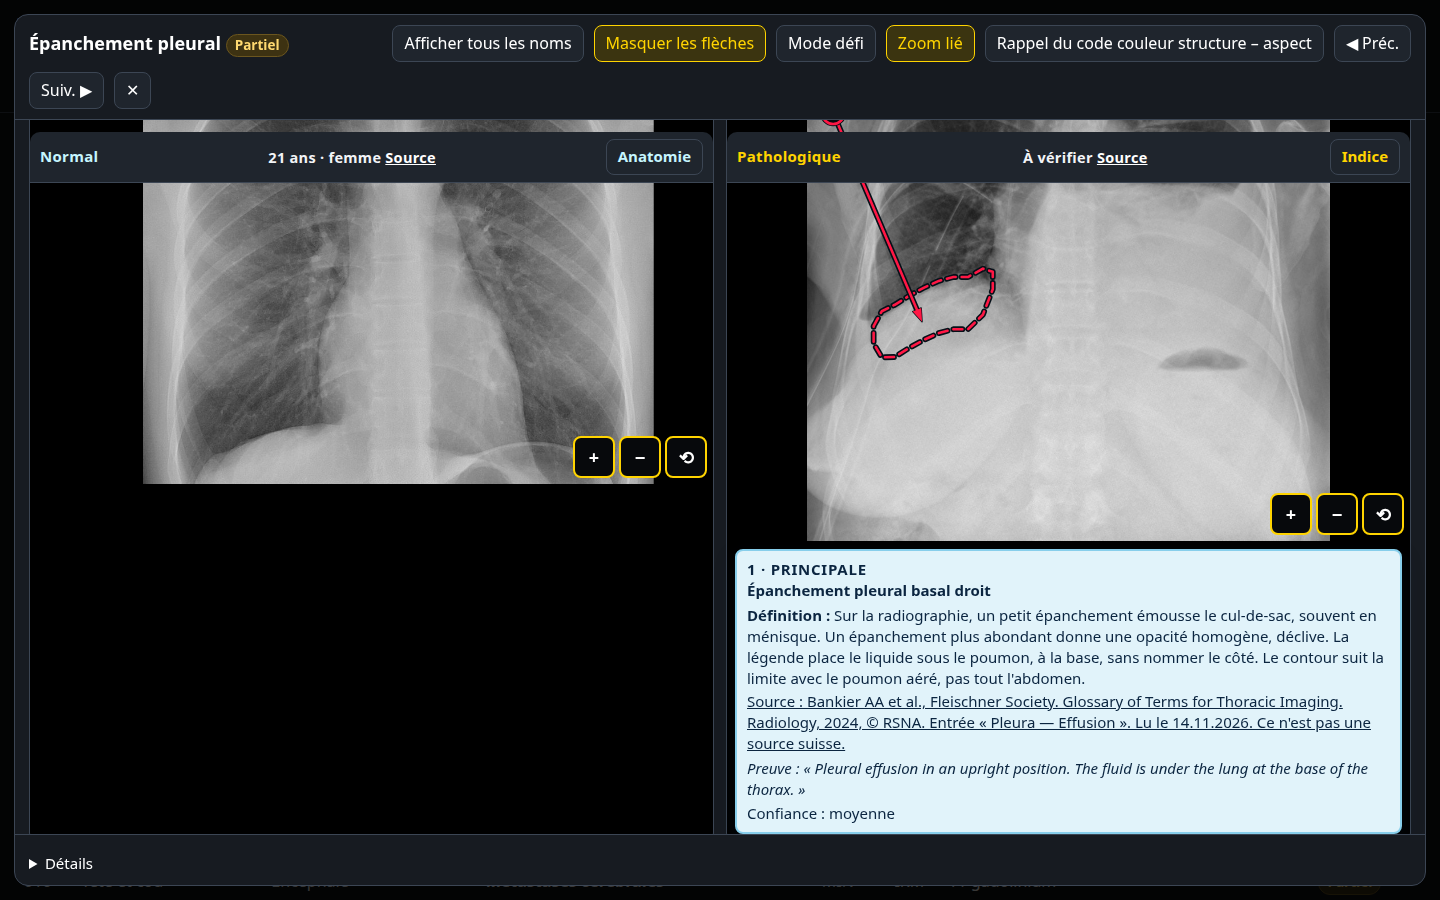 Épanchement pleural Partiel Afficher tous les noms Masquer les flèches Mode défi Zoom lié Rappel du code couleur structure – aspect ◀ Préc.
Suiv. ▶ ✕
Normal 21 ans · femme Source Anatomie
Pathologique À vérifier Source Indice
+ − ⟲
+ − ⟲
1 · PRINCIPALE
Épanchement pleural basal droit
Définition : Sur la radiographie, un petit épanchement émousse le cul-de-sac, souvent en
ménisque. Un épanchement plus abondant donne une opacité homogène, déclive. La
légende place le liquide sous le poumon, à la base, sans nommer le côté. Le contour suit la
limite avec le poumon aéré, pas tout l'abdomen.
Source : Bankier AA et al., Fleischner Society. Glossary of Terms for Thoracic Imaging.
Radiology, 2024, © RSNA. Entrée « Pleura — Effusion ». Lu le 14.11.2026. Ce n'est pas une
source suisse.
Preuve : « Pleural effusion in an upright position. The fluid is under the lung at the base of the
thorax. »
Confiance : moyenne
▶ Détails